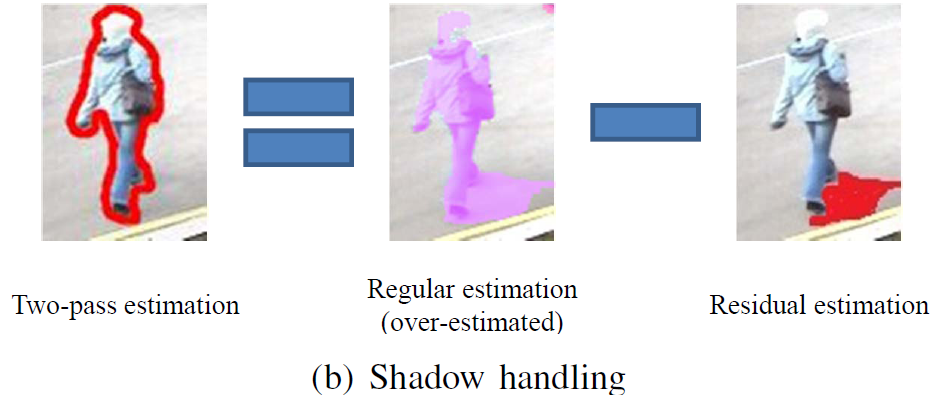 Two-pass estimation
Regular estimation
(over-estimated)
Residual estimation
(b) Shadow handling